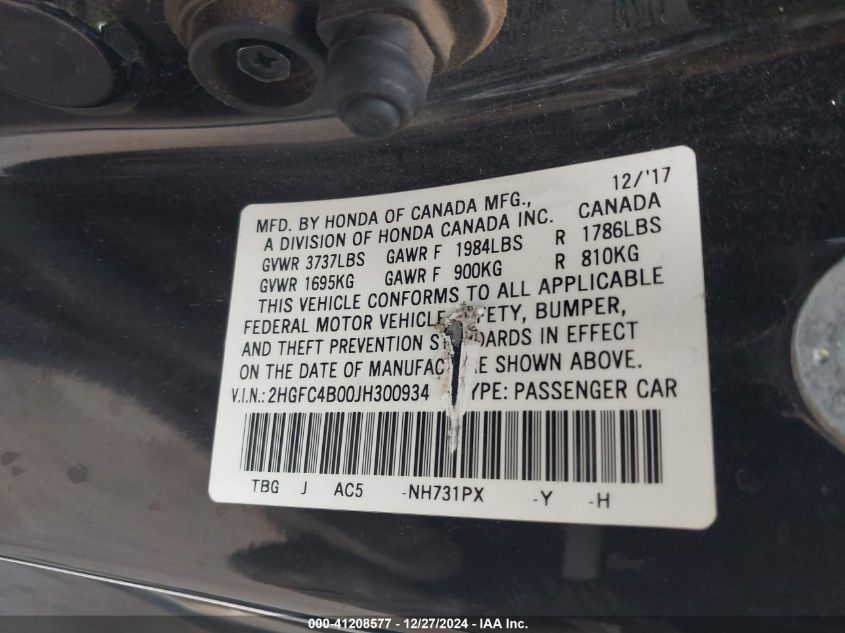 12/'17
MFD. BY HONDA OF CANADA MFG.,
A DIVISION OF HONDA CANADA INC. CANADA
GVWR 3737LBS GAWR F 1984LBS R 1786LBS
GVWR 1695KG GAWR F 900KG R 810KG
THIS VEHICLE CONFORMS TO ALL APPLICABLE
FEDERAL MOTOR VEHICLE FETY, BUMPER,
AND THEFT PREVENTION ST DARDS IN EFFECT
ON THE DATE OF MANUFAC E SHOWN ABOVE.
V.I.N.: 2HGFC4B00JH300934 YPE: PASSENGER CAR
TBG J AC5 -NH731PX -Y -H
000-41208577 - 12/27/2024 - IAA Inc.